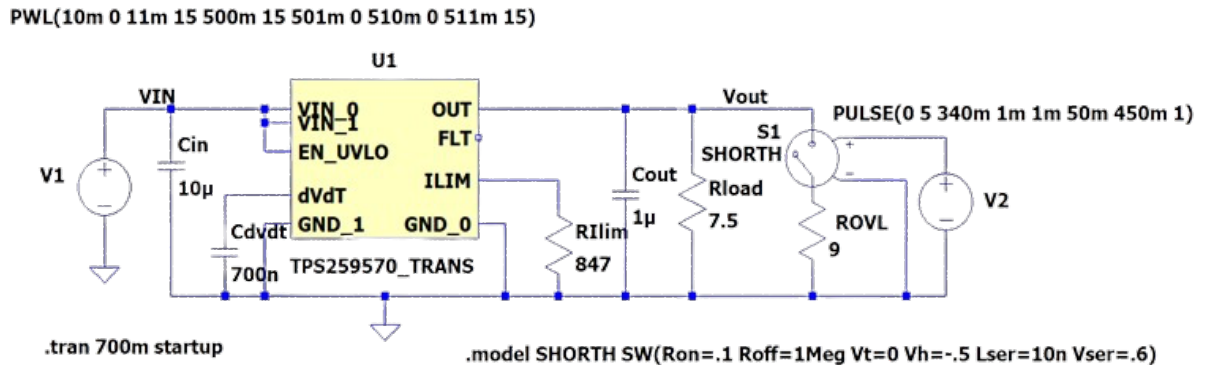 PWL(10m 0 11m 15 500m 15 501m 0 510m 0 511m 15)
U1
VIN
VIN_0
OUT
Vout
PULSE(0 5 340m 1m 1m 50m 450m 1)
VIN_1
FLT
S1
Cin
EN_UVLO
SHORTH
V1
10µ
dVdT
ILIM
Cout
Rload
V2
Cdvdt
GND_1
GND_0
RIlim
1µ
7.5
ROVL
9
700n
TPS259570_TRANS
847
.tran 700m startup
.model SHORTH SW(Ron=.1 Roff=1Meg Vt=0 Vh=-.5 Lser=10n Vser=.6)